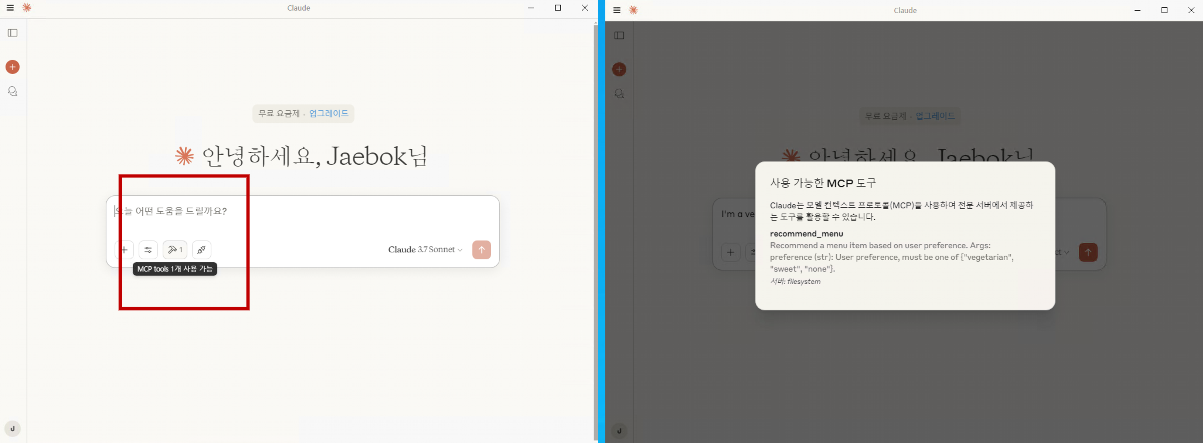 Claude
무료 요금제 · 업그레이드
안녕하세요, Jaebok님
오늘 어떤 도움을 드릴까요?
1
Claude 3.7 Sonnet
MCP tools 1개 사용 가능
J
Claude
무료 요금제 · 업그레이드
안녕하세요, Jaebok님
I'm a ve
사용 가능한 MCP 도구
Claude는 모델 컨텍스트 프로토콜(MCP)을 사용하여 전문 서버에서 제공하
는 도구를 활용할 수 있습니다.
recommend_menu
Recommend a menu item based on user preference. Args:
preference (str): User preference, must be one of {"vegetarian",
"sweet", "none"}.
서버: filesystem
J